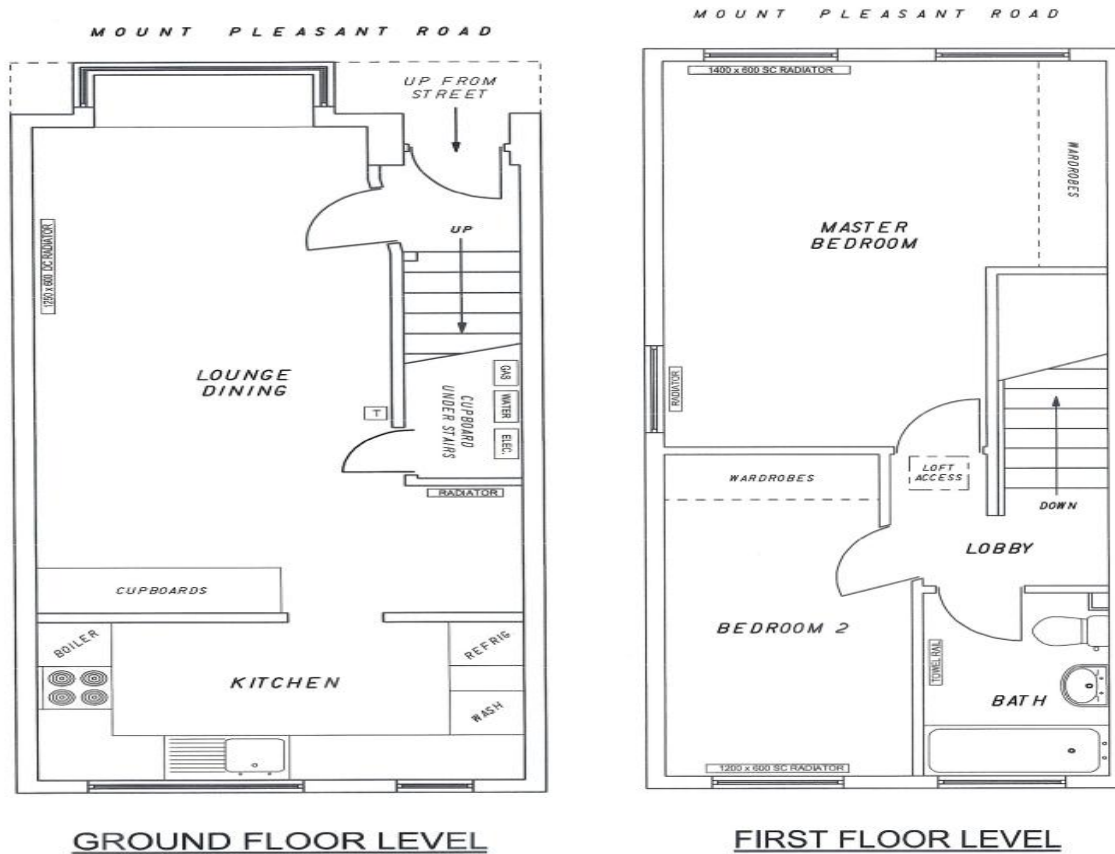 MOUNT PLEASANT ROAD
UP FROM
STREET
UP
1250 x 600 DC RADIATOR
LOUNGE
DINING
T
GAS
WATER
ELEC.
CUPBOARD
UNDER STAIRS
RADIATOR
CUPBOARDS
BOILER
REFRIG
KITCHEN
WASH
GROUND FLOOR LEVEL
MOUNT PLEASANT ROAD
1400 x 600 SC RADIATOR
WARDROBES
MASTER
BEDROOM
RADIATOR
WARDROBES
LOFT
ACCESS
DOWN
LOBBY
BEDROOM 2
TOWEL RAIL
BATH
1200 x 600 SC RADIATOR
FIRST FLOOR LEVEL